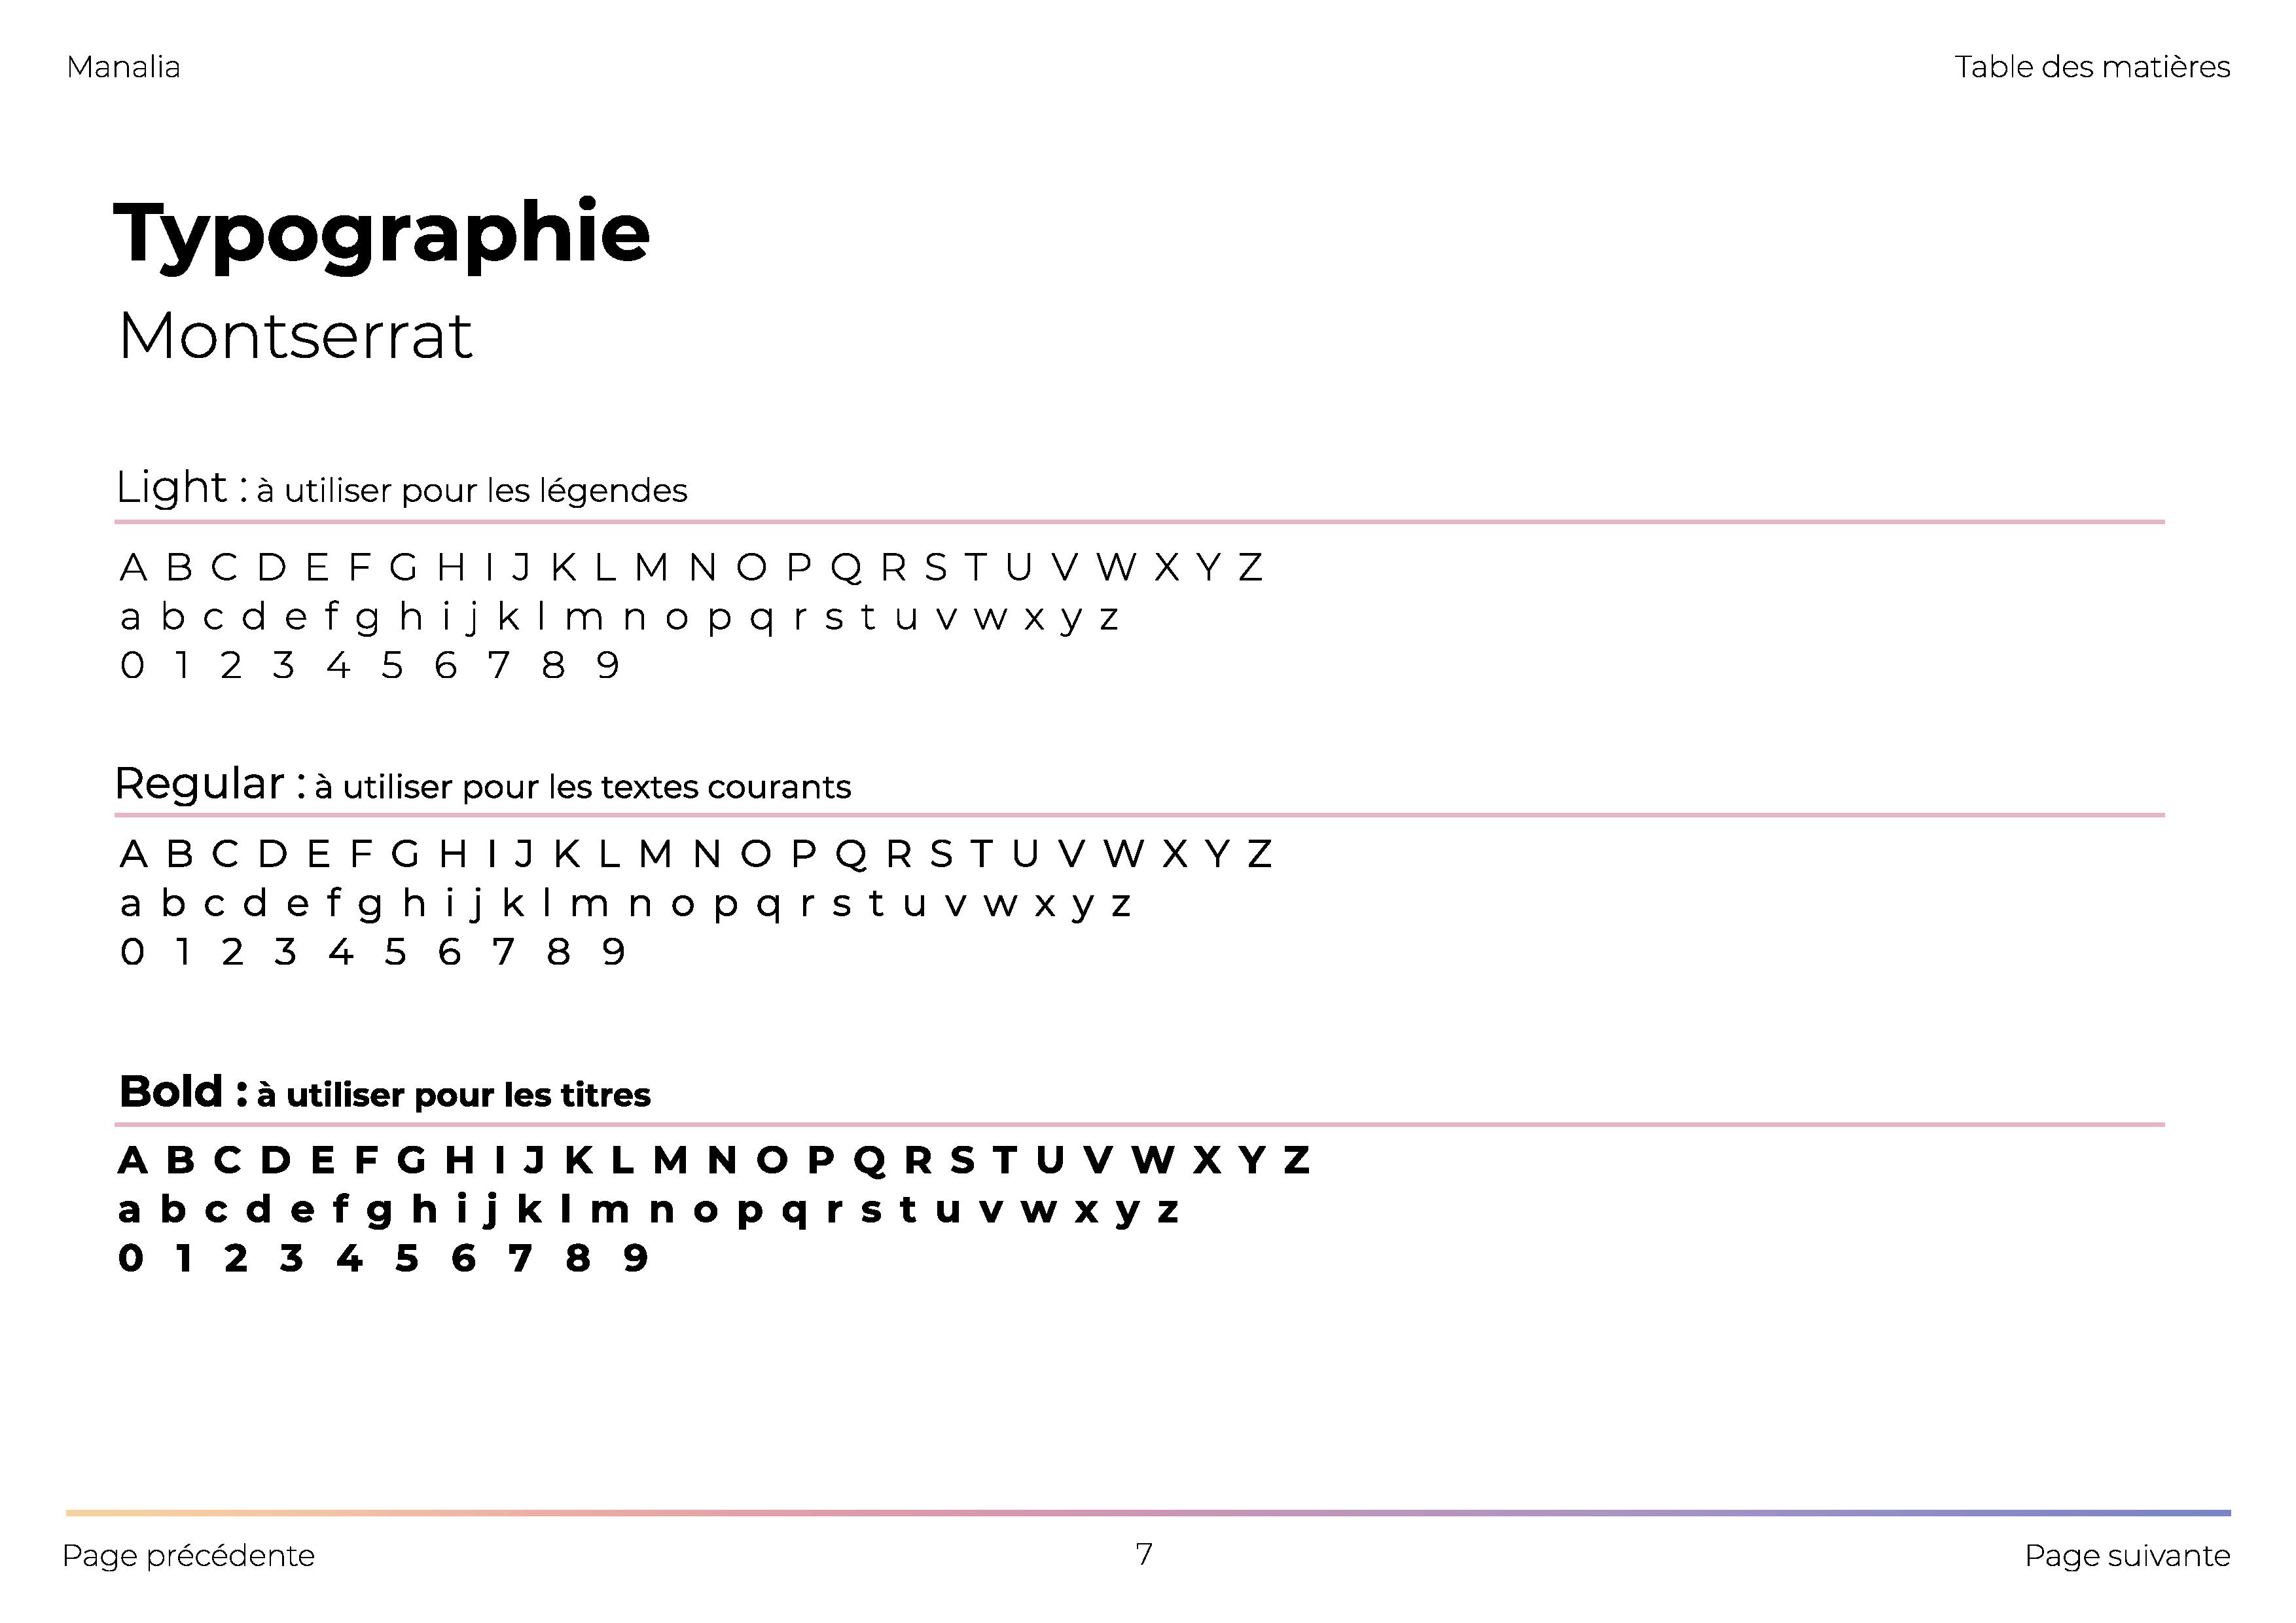 Manalia
Table des matières
Typographie
Montserrat
Light : à utiliser pour les légendes
A B C D E F G H I J K L M N O P Q R S T U V W X Y Z
a b c d e f g h i j k l m n o p q r s t u v w x y z
0 1 2 3 4 5 6 7 8 9
Regular : à utiliser pour les textes courants
A B C D E F G H I J K L M N O P Q R S T U V W X Y Z
a b c d e f g h i j k l m n o p q r s t u v w x y z
0 1 2 3 4 5 6 7 8 9
Bold : à utiliser pour les titres
A B C D E F G H I J K L M N O P Q R S T U V W X Y Z
a b c d e f g h i j k l m n o p q r s t u v w x y z
0 1 2 3 4 5 6 7 8 9
Page précédente
7
Page suivante